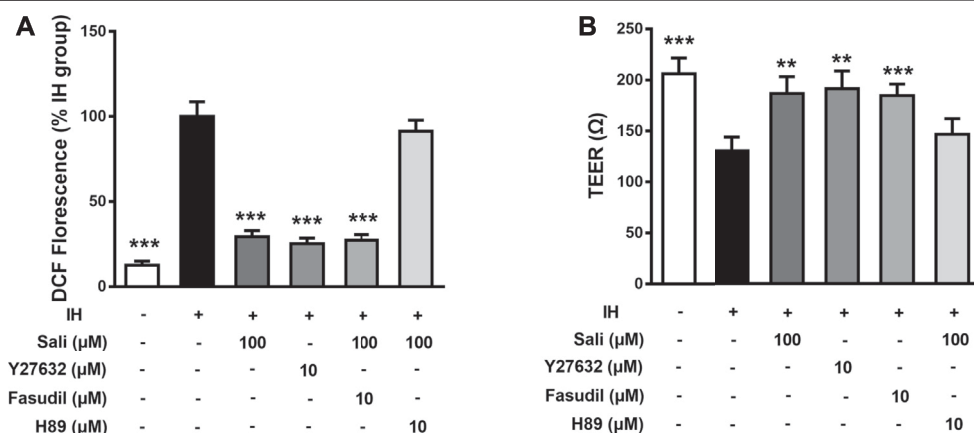 A
DCF Florescence (% IH group)
150
100
50
0
*** *** *** ***
IH - + + + + +
Sali (µM) - - 100 - 100 100
Y27632 (µM) - - - 10 - -
Fasudil (µM) - - - - 10 -
H89 (µM) - - - - - 10
B
TEER (Ω)
250
200
150
100
50
0
*** ** ** ***
IH - + + + + +
Sali (µM) - - 100 - - 100
Y27632 (µM) - - - 10 - -
Fasudil (µM) - - - - 10 -
H89 (µM) - - - - - 10